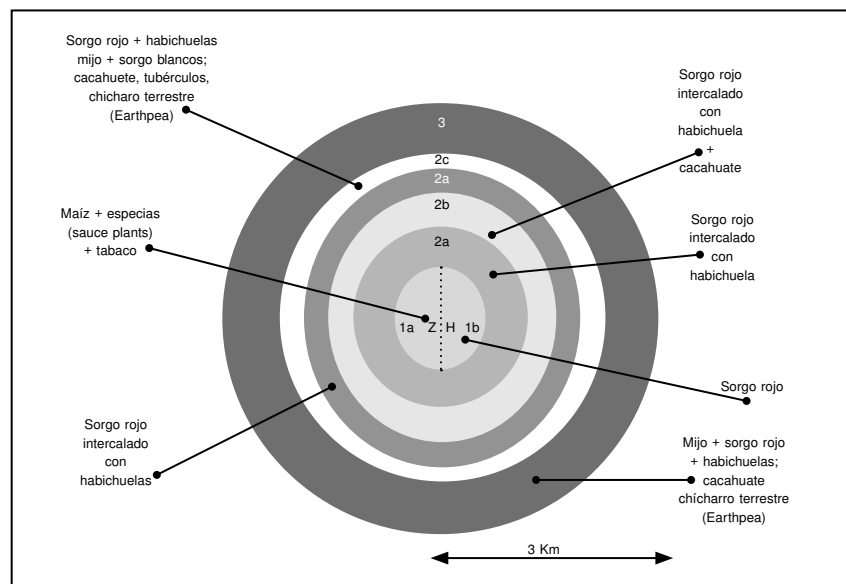 Sorgo rojo + habichuelas
mijo + sorgo blancos;
cacahuete, tubérculos,
chicharo terrestre
(Earthpea)
Sorgo rojo
intercalado
con
habichuela
+
cacahuate
3
2c
2a
2b
2a
Maíz + especias
(sauce plants)
+ tabaco
Sorgo rojo
intercalado
con
habichuela
1a Z H 1b
Sorgo rojo
Sorgo rojo
intercalado
con
habichuelas
Mijo + sorgo rojo
+ habichuelas;
cacahuate
chícharro terrestre
(Earthpea)
3 Km